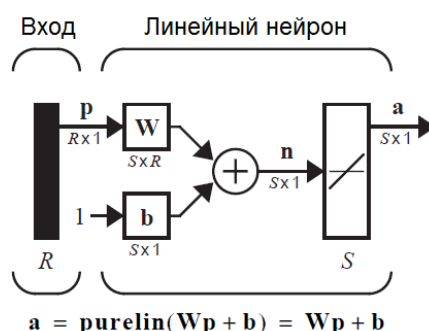 Вход Линейный нейрон
p a
R x 1 W n S x 1
S x R S x 1
1 b
S x 1
R S
a = purelin(Wp + b) = Wp + b